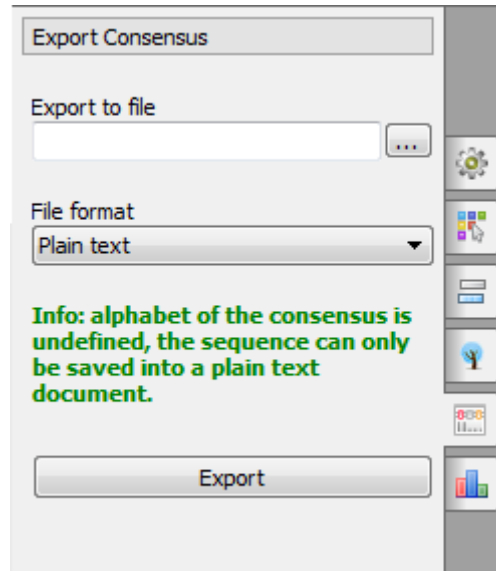 Export Consensus
Export to file
...
File format
Plain text
Info: alphabet of the consensus is
undefined, the sequence can only
be saved into a plain text
document.
Export